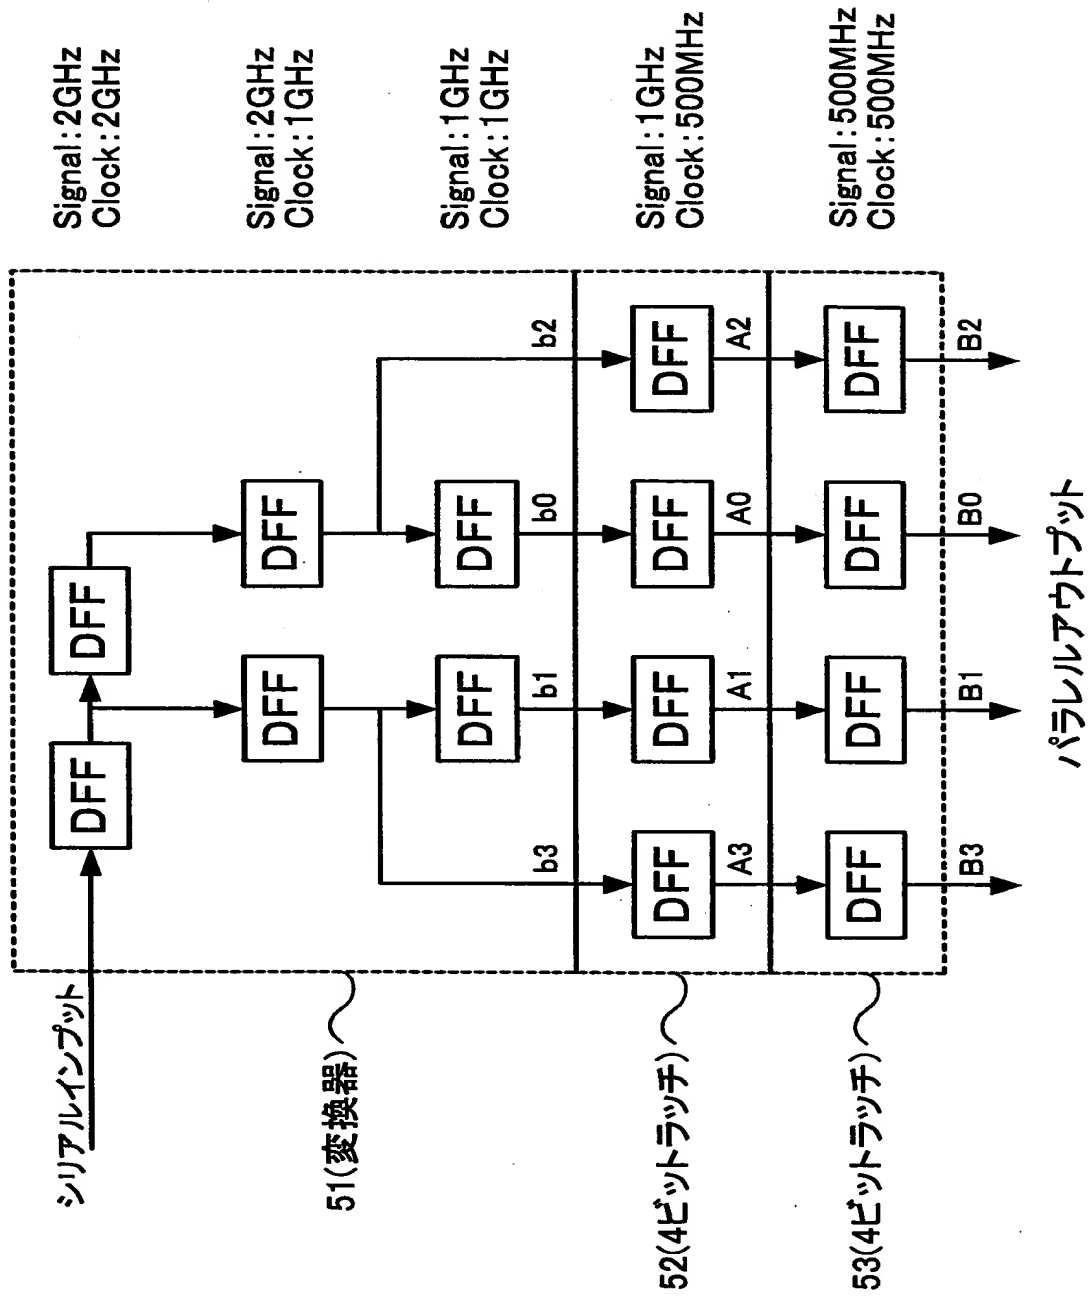 Signal:2GHz
Clock:2GHz
Signal:2GHz
Clock:1GHz
Signal:1GHz
Clock:1GHz
Signal:1GHz
Clock:500MHz
Signal:500MHz
Clock:500MHz
シリアルインプット
DFF
DFF
DFF
DFF
DFF
DFF
b3
b1
b0
b2
DFF
DFF
DFF
DFF
A3
A1
A0
A2
DFF
DFF
DFF
DFF
B3
B1
B0
B2
51(変換器)
52(4ビットラッチ)
53(4ビットラッチ)
パラレルアウトプット